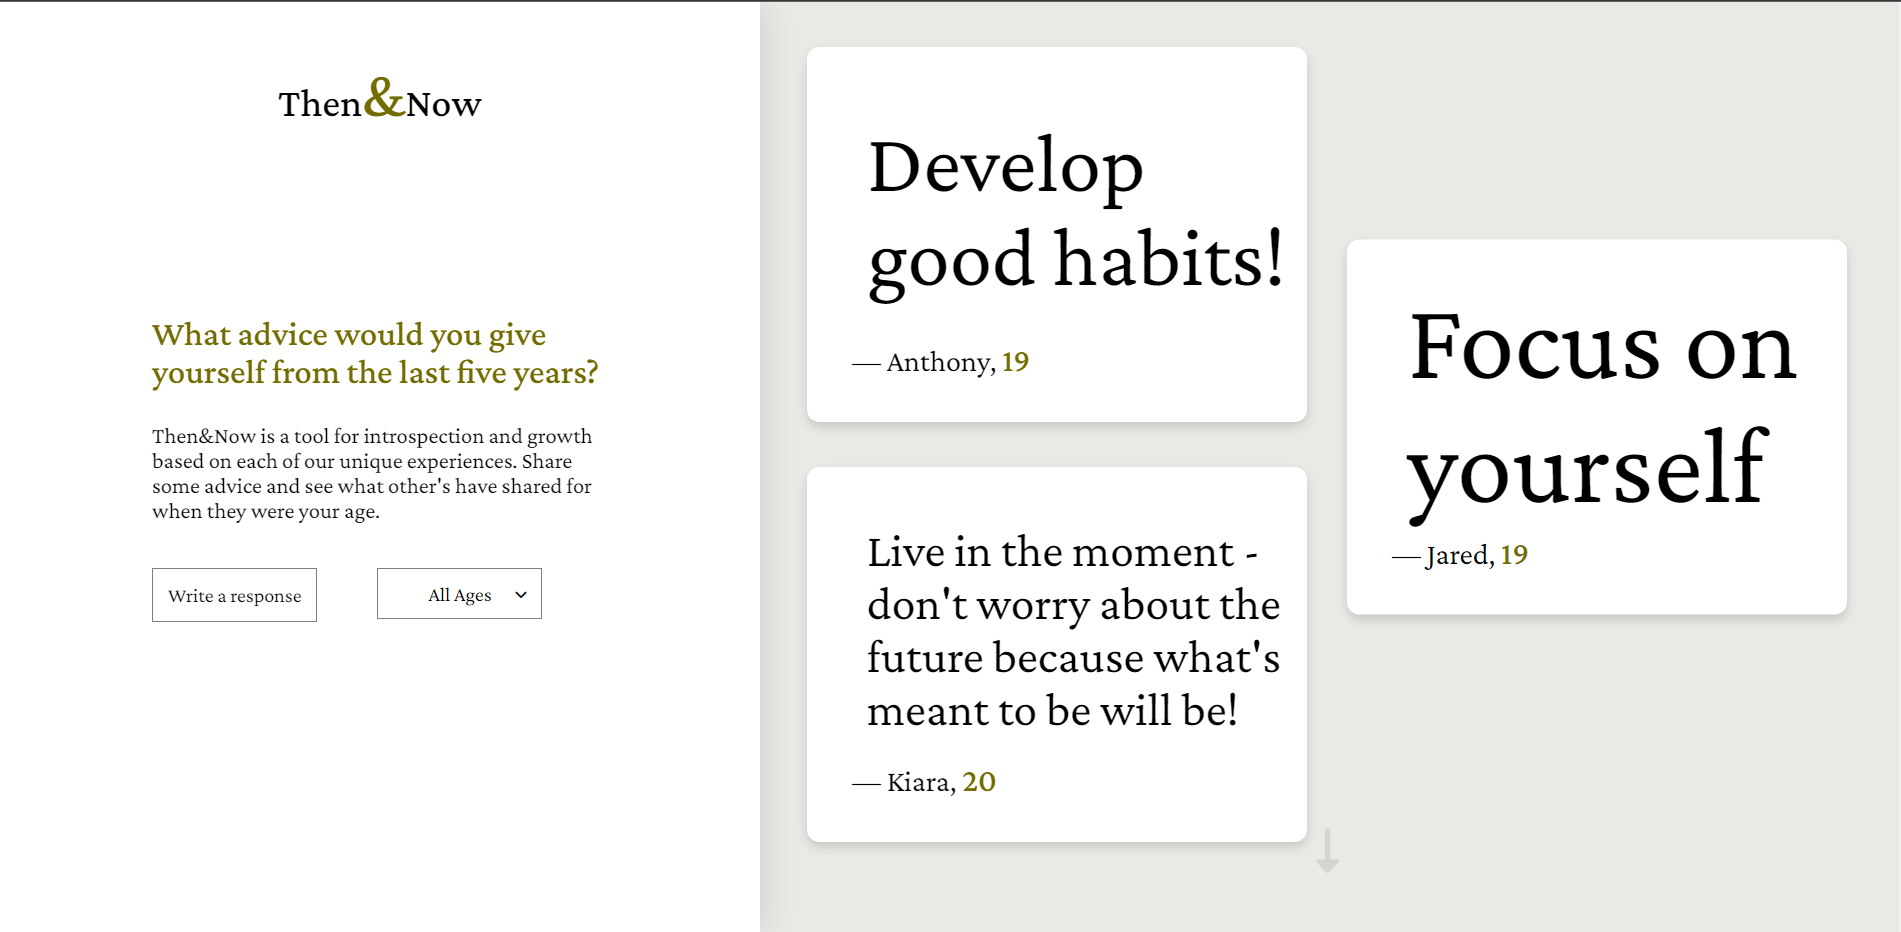 Then&Now
What advice would you give
yourself from the last five years?
Then&Now is a tool for introspection and growth
based on each of our unique experiences. Share
some advice and see what other's have shared for
when they were your age.
Write a response
All Ages
Develop
good habits!
— Anthony, 19
Live in the moment -
don't worry about the
future because what's
meant to be will be!
— Kiara, 20
Focus on
yourself
— Jared, 19